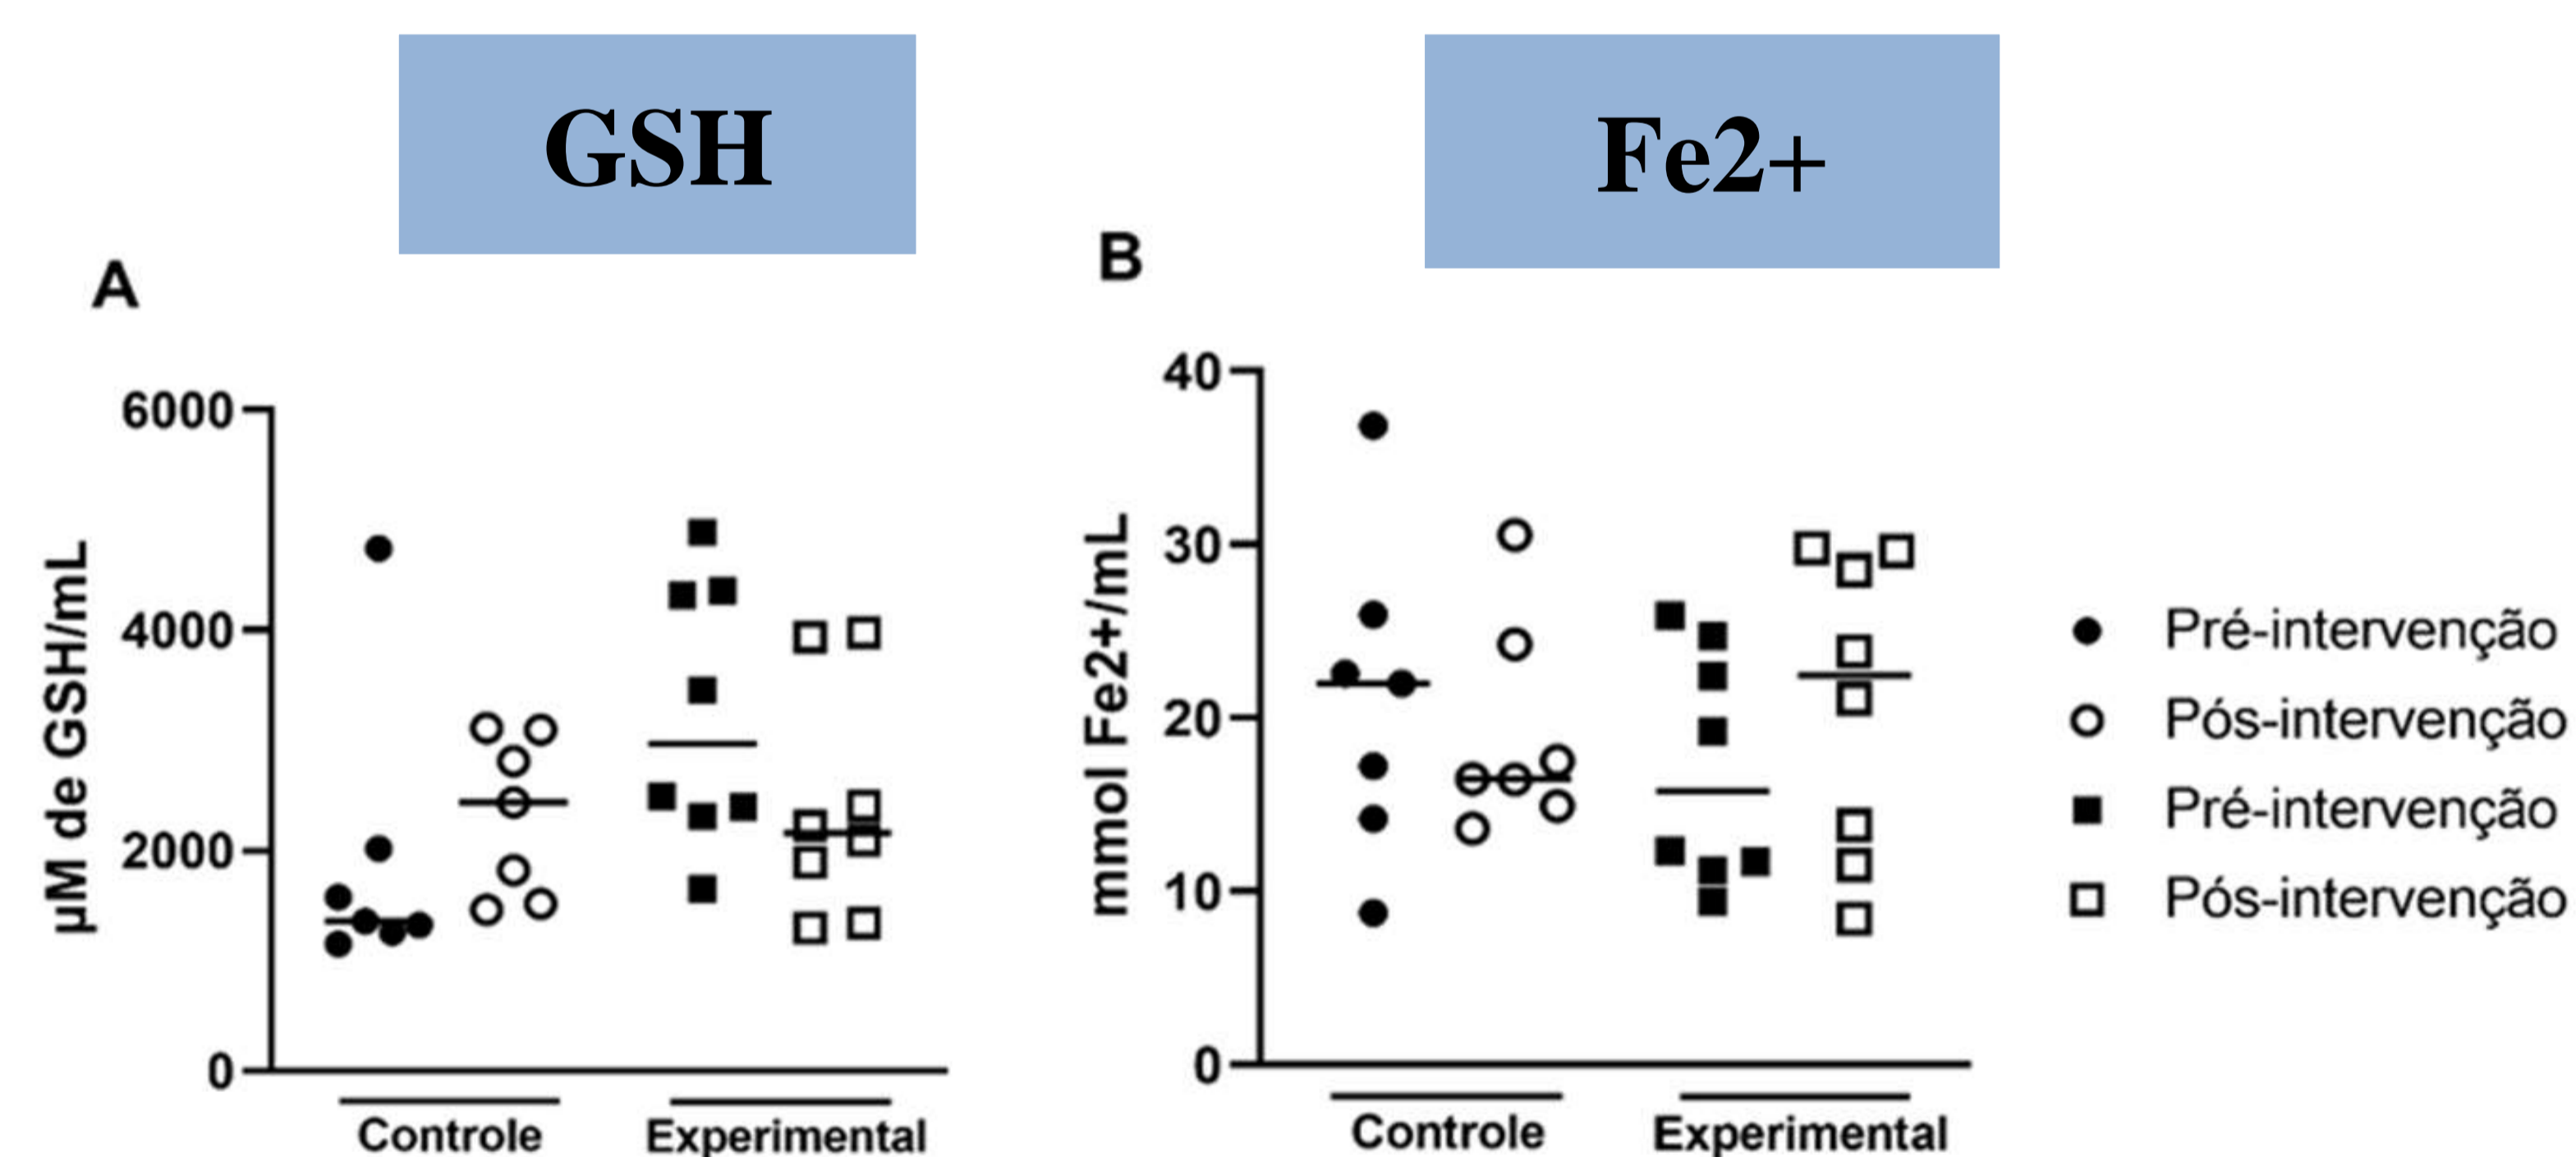 GSH
Fe2+
A
B
µM de GSH/mL
6000
4000
2000
0
Controle
Experimental
mmol Fe2+/mL
40
30
20
10
0
Controle
Experimental
Pré-intervenção
Pós-intervenção
Pré-intervenção
Pós-intervenção